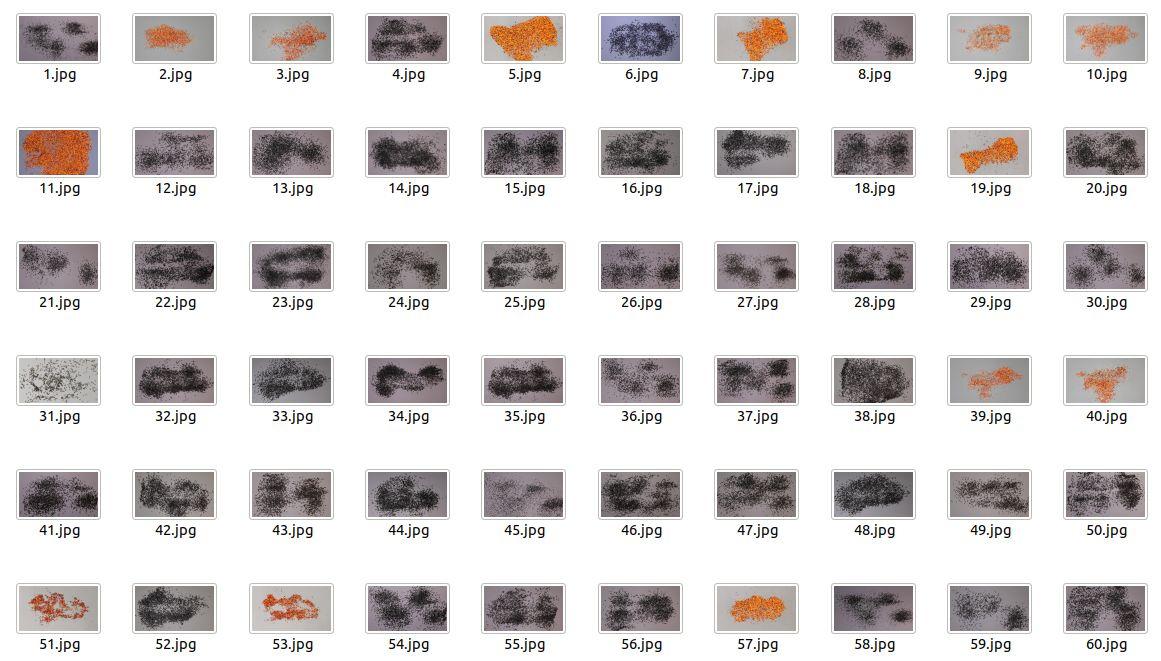 1.jpg 2.jpg 3.jpg 4.jpg 5.jpg 6.jpg 7.jpg 8.jpg 9.jpg 10.jpg
11.jpg 12.jpg 13.jpg 14.jpg 15.jpg 16.jpg 17.jpg 18.jpg 19.jpg 20.jpg
21.jpg 22.jpg 23.jpg 24.jpg 25.jpg 26.jpg 27.jpg 28.jpg 29.jpg 30.jpg
31.jpg 32.jpg 33.jpg 34.jpg 35.jpg 36.jpg 37.jpg 38.jpg 39.jpg 40.jpg
41.jpg 42.jpg 43.jpg 44.jpg 45.jpg 46.jpg 47.jpg 48.jpg 49.jpg 50.jpg
51.jpg 52.jpg 53.jpg 54.jpg 55.jpg 56.jpg 57.jpg 58.jpg 59.jpg 60.jpg